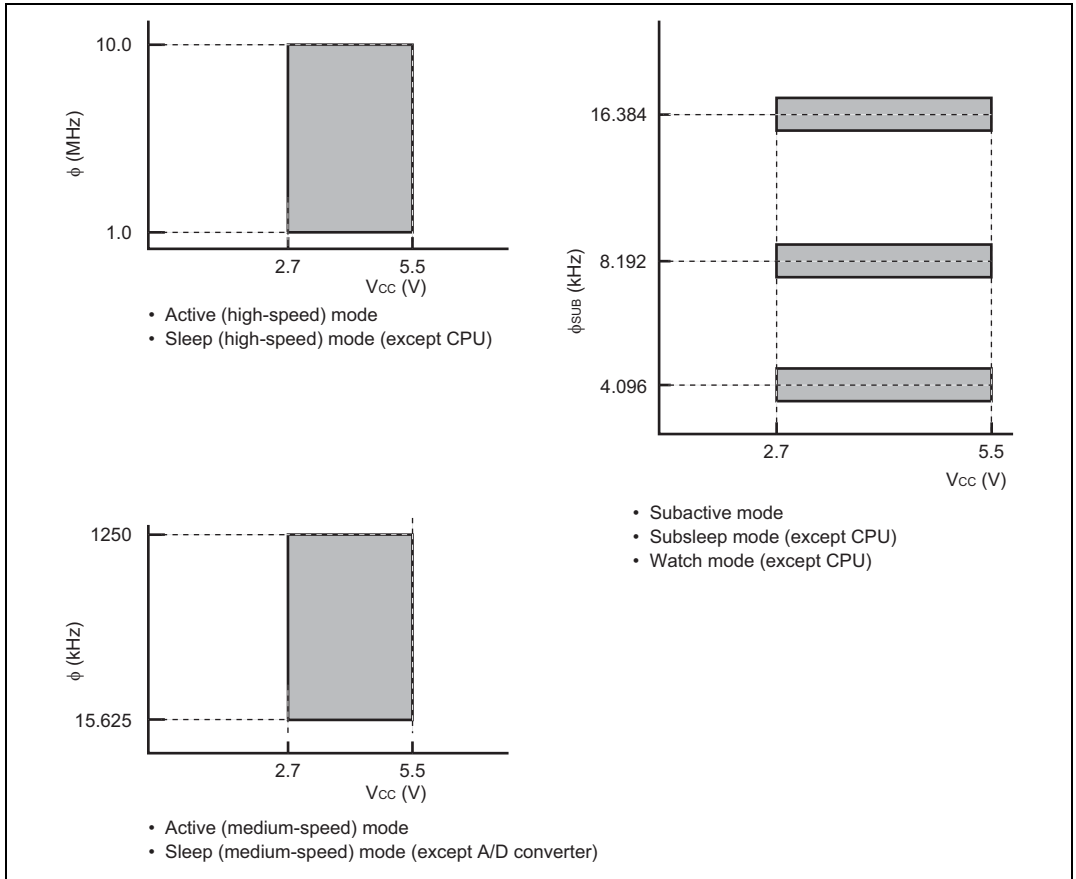 10.0
φ (MHz)
1.0
2.7
5.5
Vcc (V)
• Active (high-speed) mode
• Sleep (high-speed) mode (except CPU)
16.384
8.192
φSUB (kHz)
4.096
2.7
5.5
Vcc (V)
• Subactive mode
• Subsleep mode (except CPU)
• Watch mode (except CPU)
1250
φ (kHz)
15.625
2.7
5.5
Vcc (V)
• Active (medium-speed) mode
• Sleep (medium-speed) mode (except A/D converter)